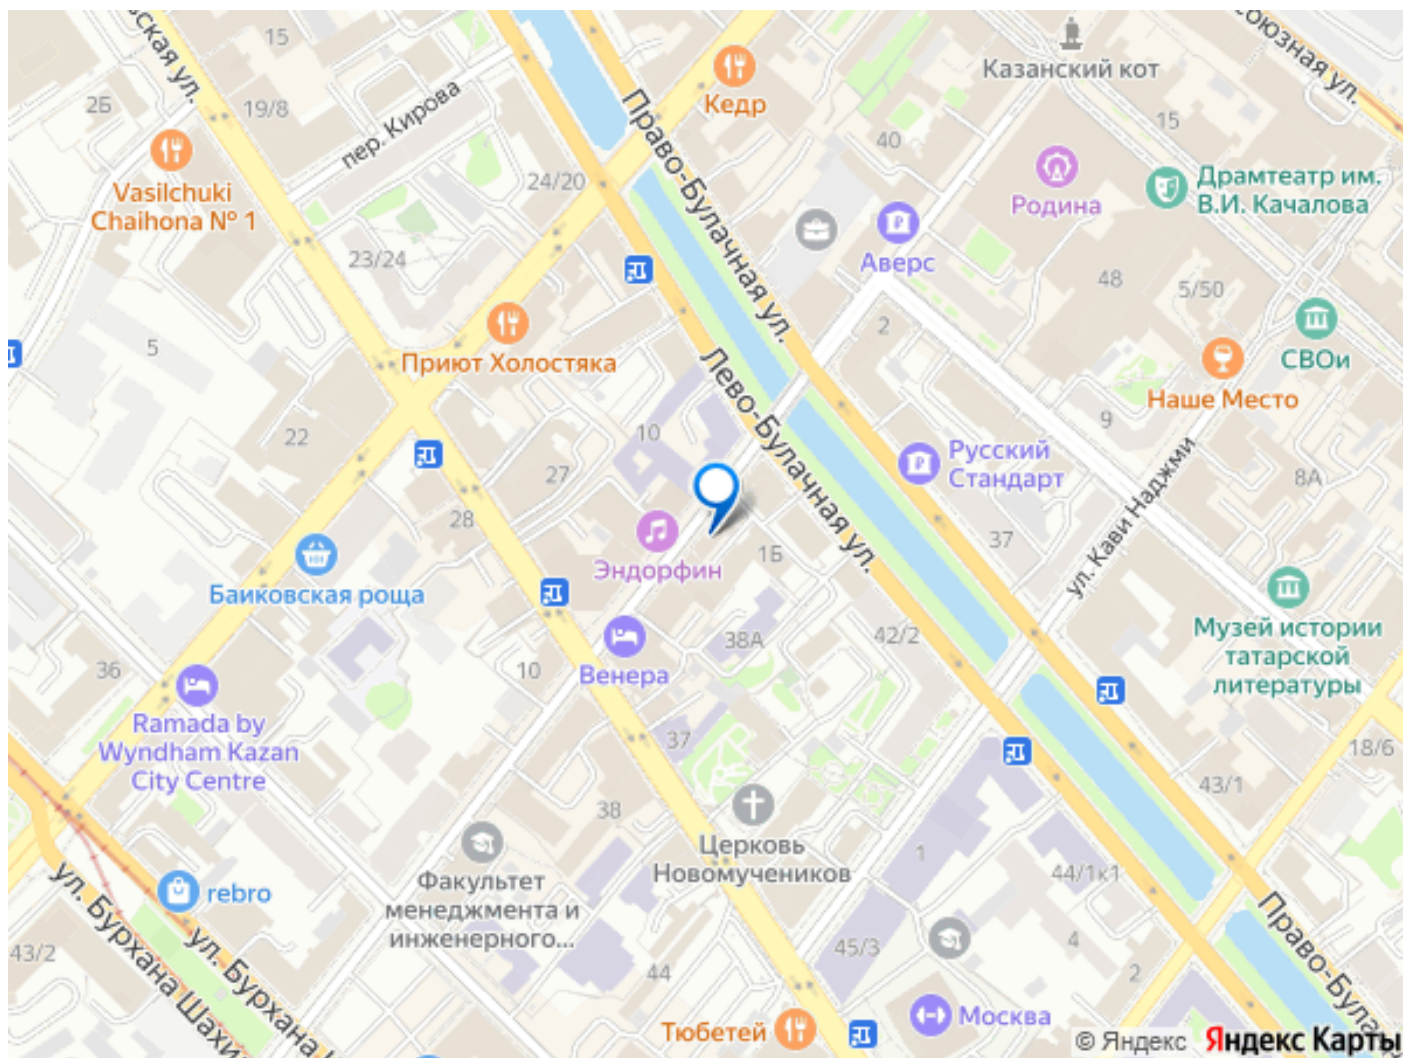 ская ул.
15
2Б
19/8
пер. Кирова
Vasilchuki
Chaihona № 1
24/20
23/24
Кедр
Право-Булачная ул.
Казанский кот
оюзная ул.
40
15
Родина
Драмтеатр им.
В.И. Качалова
Аверс
48
5/50
2
СВОи
Наше Место
5
Приют Холостяка
Лево-Булачная ул.
9
22
10
27
Русский
Стандарт
ул. Кави Наджми
8А
28
37
Эндорфин
1Б
Баиковская роща
Музей истории
татарской
литературы
38А
42/2
36
10
Венера
Ramada by
Wyndham Kazan
City Centre
37
18/6
43/1
38
Церковь
Новомучеников
1
44/1к1
Факультет
менеджмента и
инженерного...
rebro
ул. Бурхана Шахи
ул. Бурхана
43/2
45/3
4
2
44
Право-Була
Тюбетей
Москва
© Яндекс
Яндекс Карты